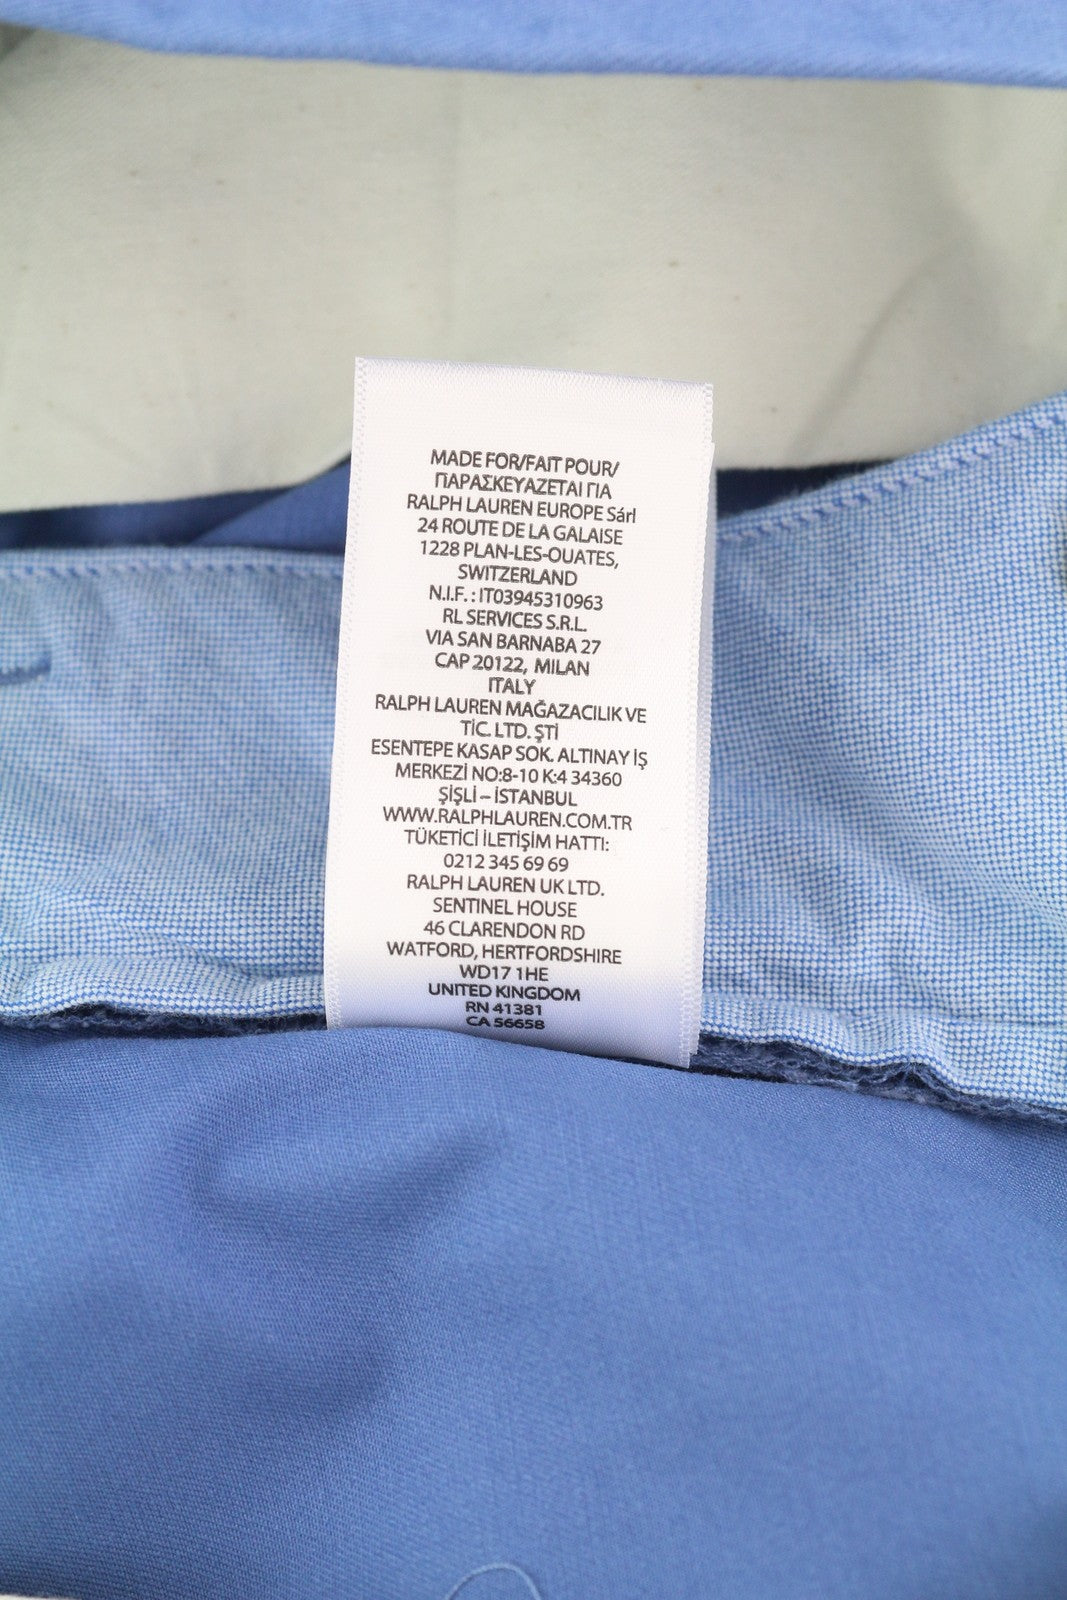 MADE FOR/FAIT POUR/
ΠΑΡΑΣΚΕΥΑΖΕΤΑΙ ΓΙΑ
RALPH LAUREN EUROPE Sárl
24 ROUTE DE LA GALAISE
1228 PLAN-LES-OUATES,
SWITZERLAND
N.I.F. : IT03945310963
RL SERVICES S.R.L.
VIA SAN BARNABA 27
CAP 20122, MILAN
ITALY
RALPH LAUREN MAĞAZACILIK VE
TİC. LTD. ŞTİ
ESENTEPE KASAP SOK. ALTINAY İŞ
MERKEZİ NO:8-10 K:4 34360
ŞİŞLİ – İSTANBUL
WWW.RALPHLAUREN.COM.TR
TÜKETİCİ İLETİŞİM HATTI:
0212 345 69 69
RALPH LAUREN UK LTD.
SENTINEL HOUSE
46 CLARENDON RD
WATFORD, HERTFORDSHIRE
WD17 1HE
UNITED KINGDOM
RN 41381
CA 56658